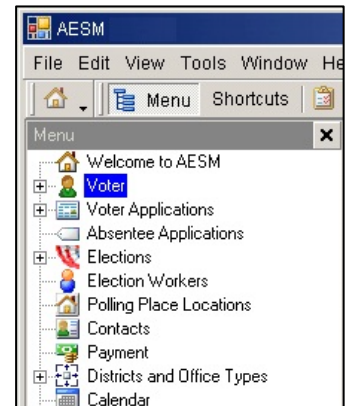 AESM
File Edit View Tools Window He
Menu Shortcuts
Menu
Welcome to AESM
Voter
Voter Applications
Absentee Applications
Elections
Election Workers
Polling Place Locations
Contacts
Payment
Districts and Office Types
Calendar